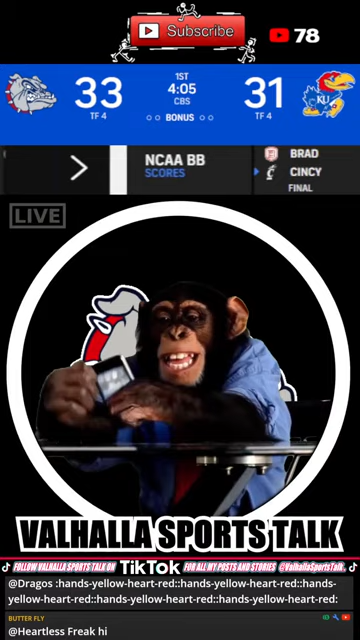 Subscribe
78
33
TF 4
1ST
4:05
CBS
BONUS
31
TF 4
KU
NCAA BB
SCORES
BRAD
CINCY
FINAL
LIVE
VALHALLA SPORTS TALK
FOLLOW VALHALLA SPORTS TALK ON TikTok FOR ALL MY POSTS AND STORIES @ValhallaSportsTalk
@Dragos :hands-yellow-heart-red::hands-yellow-heart-red::hands-
yellow-heart-red::hands-yellow-heart-red::hands-yellow-heart-red:
BUTTER FLY
@Heartless Freak hi